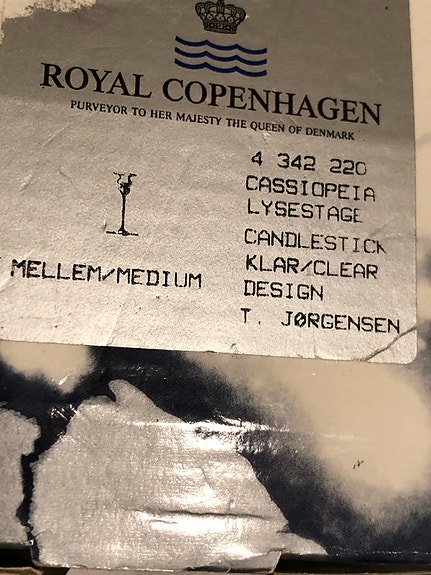 ROYAL COPENHAGEN
PURVEYOR TO HER MAJESTY THE QUEEN OF DENMARK
4 342 220
CASSIOPEIA
LYSESTAGE
CANDLESTICK
KLAR/CLEAR
DESIGN
T. JØRGENSEN
MELLEM/MEDIUM